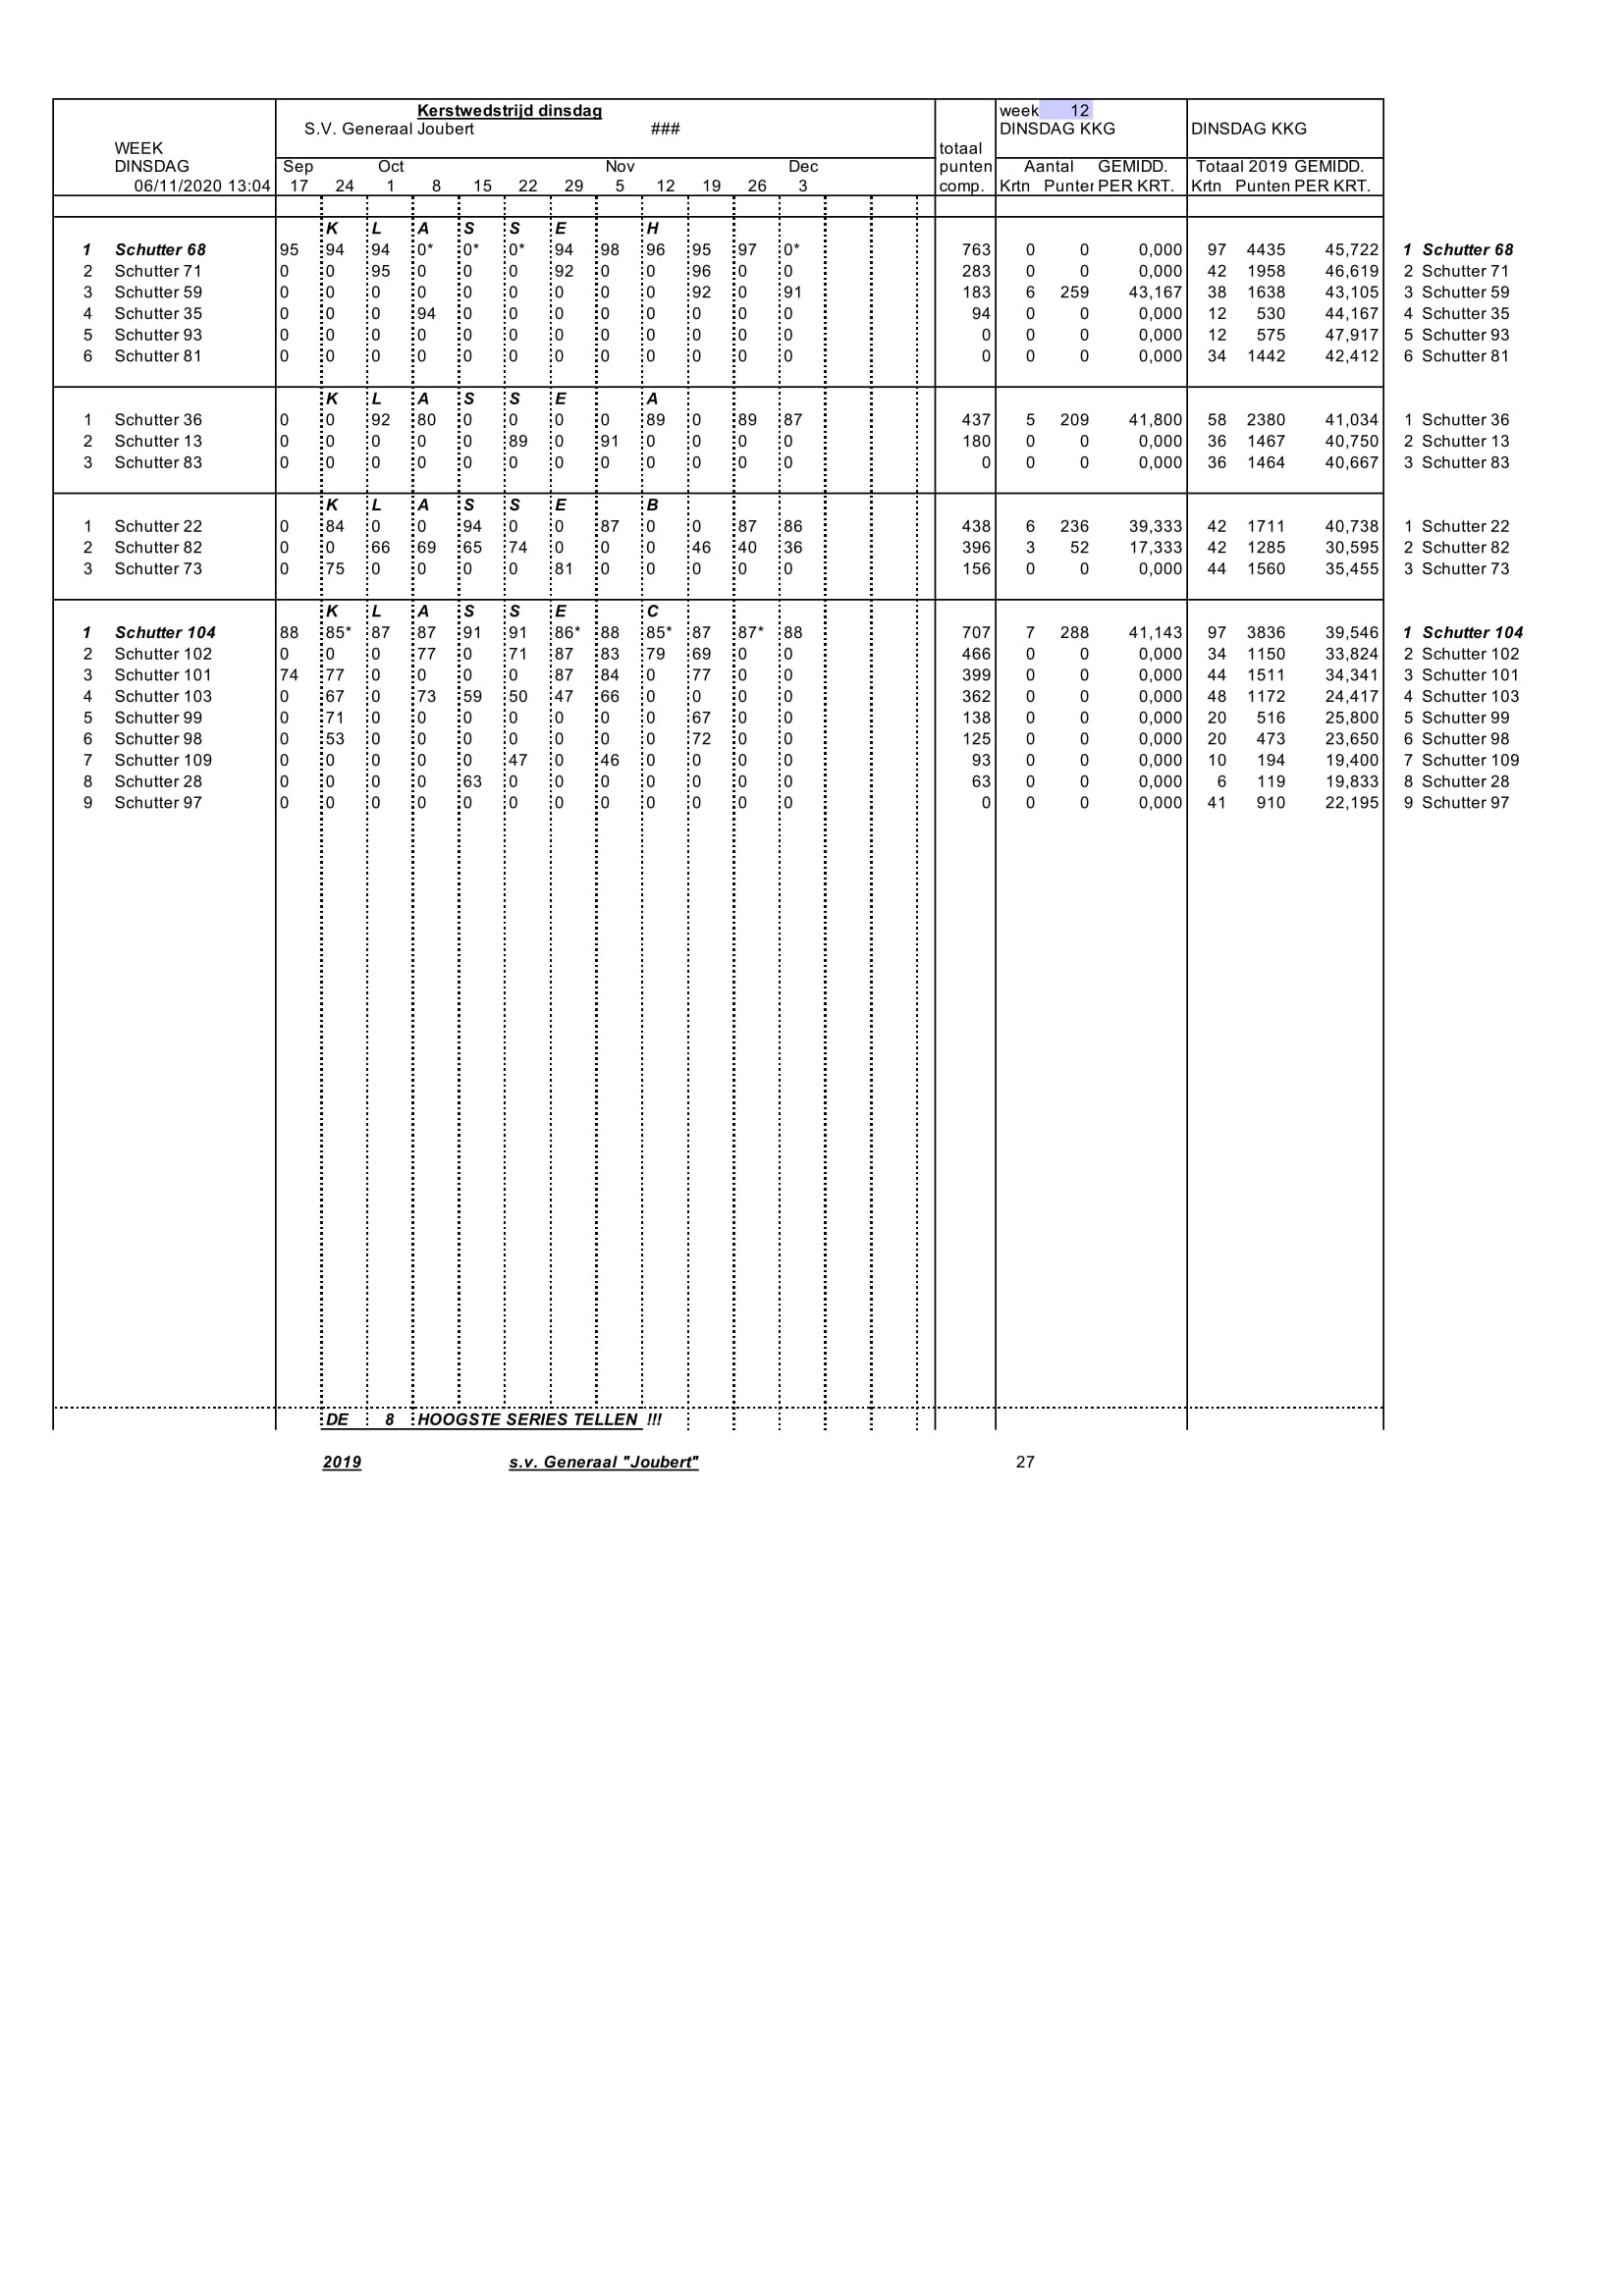 Kerstwedstrijd dinsdag week 12
S.V. Generaal Joubert ### DINSDAG KKG DINSDAG KKG
WEEK totaal
DINSDAG Sep Oct Nov Dec punten Aantal GEMIDD. Totaal 2019 GEMIDD.
06/11/2020 13:04 17 24 1 8 15 22 29 5 12 19 26 3 comp. Krtn Punter PER KRT. Krtn Punten PER KRT.
K L A S S E H
1 Schutter 68 95 94 94 0* 0* 0* 94 98 96 95 97 0* 763 0 0 0,000 97 4435 45,722 1 Schutter 68
2 Schutter 71 0 0 95 0 0 0 92 0 0 96 0 0 283 0 0 0,000 42 1958 46,619 2 Schutter 71
3 Schutter 59 0 0 0 0 0 0 0 0 0 92 0 91 183 6 259 43,167 38 1638 43,105 3 Schutter 59
4 Schutter 35 0 0 0 94 0 0 0 0 0 0 0 0 94 0 0 0,000 12 530 44,167 4 Schutter 35
5 Schutter 93 0 0 0 0 0 0 0 0 0 0 0 0 0 0 0 0,000 12 575 47,917 5 Schutter 93
6 Schutter 81 0 0 0 0 0 0 0 0 0 0 0 0 0 0 0 0,000 34 1442 42,412 6 Schutter 81
K L A S S E A
1 Schutter 36 0 0 92 80 0 0 0 0 89 0 89 87 437 5 209 41,800 58 2380 41,034 1 Schutter 36
2 Schutter 13 0 0 0 0 0 89 0 91 0 0 0 0 180 0 0 0,000 36 1467 40,750 2 Schutter 13
3 Schutter 83 0 0 0 0 0 0 0 0 0 0 0 0 0 0 0 0,000 36 1464 40,667 3 Schutter 83
K L A S S E B
1 Schutter 22 0 84 0 0 94 0 0 87 0 0 87 86 438 6 236 39,333 42 1711 40,738 1 Schutter 22
2 Schutter 82 0 0 66 69 65 74 0 0 0 46 40 36 396 3 52 17,333 42 1285 30,595 2 Schutter 82
3 Schutter 73 0 75 0 0 0 0 81 0 0 0 0 0 156 0 0 0,000 44 1560 35,455 3 Schutter 73
K L A S S E C
1 Schutter 104 88 85* 87 87 91 91 86* 88 85* 87 87* 88 707 7 288 41,143 97 3836 39,546 1 Schutter 104
2 Schutter 102 0 0 0 77 0 71 87 83 79 69 0 0 466 0 0 0,000 34 1150 33,824 2 Schutter 102
3 Schutter 101 74 77 0 0 0 0 87 84 0 77 0 0 399 0 0 0,000 44 1511 34,341 3 Schutter 101
4 Schutter 103 0 67 0 73 59 50 47 66 0 0 0 0 362 0 0 0,000 48 1172 24,417 4 Schutter 103
5 Schutter 99 0 71 0 0 0 0 0 0 0 67 0 0 138 0 0 0,000 20 516 25,800 5 Schutter 99
6 Schutter 98 0 53 0 0 0 0 0 0 0 72 0 0 125 0 0 0,000 20 473 23,650 6 Schutter 98
7 Schutter 109 0 0 0 0 0 47 0 46 0 0 0 0 93 0 0 0,000 10 194 19,400 7 Schutter 109
8 Schutter 28 0 0 0 0 63 0 0 0 0 0 0 0 63 0 0 0,000 6 119 19,833 8 Schutter 28
9 Schutter 97 0 0 0 0 0 0 0 0 0 0 0 0 0 0 0 0,000 41 910 22,195 9 Schutter 97
DE 8 HOOGSTE SERIES TELLEN !!!
2019 s.v. Generaal "Joubert" 27